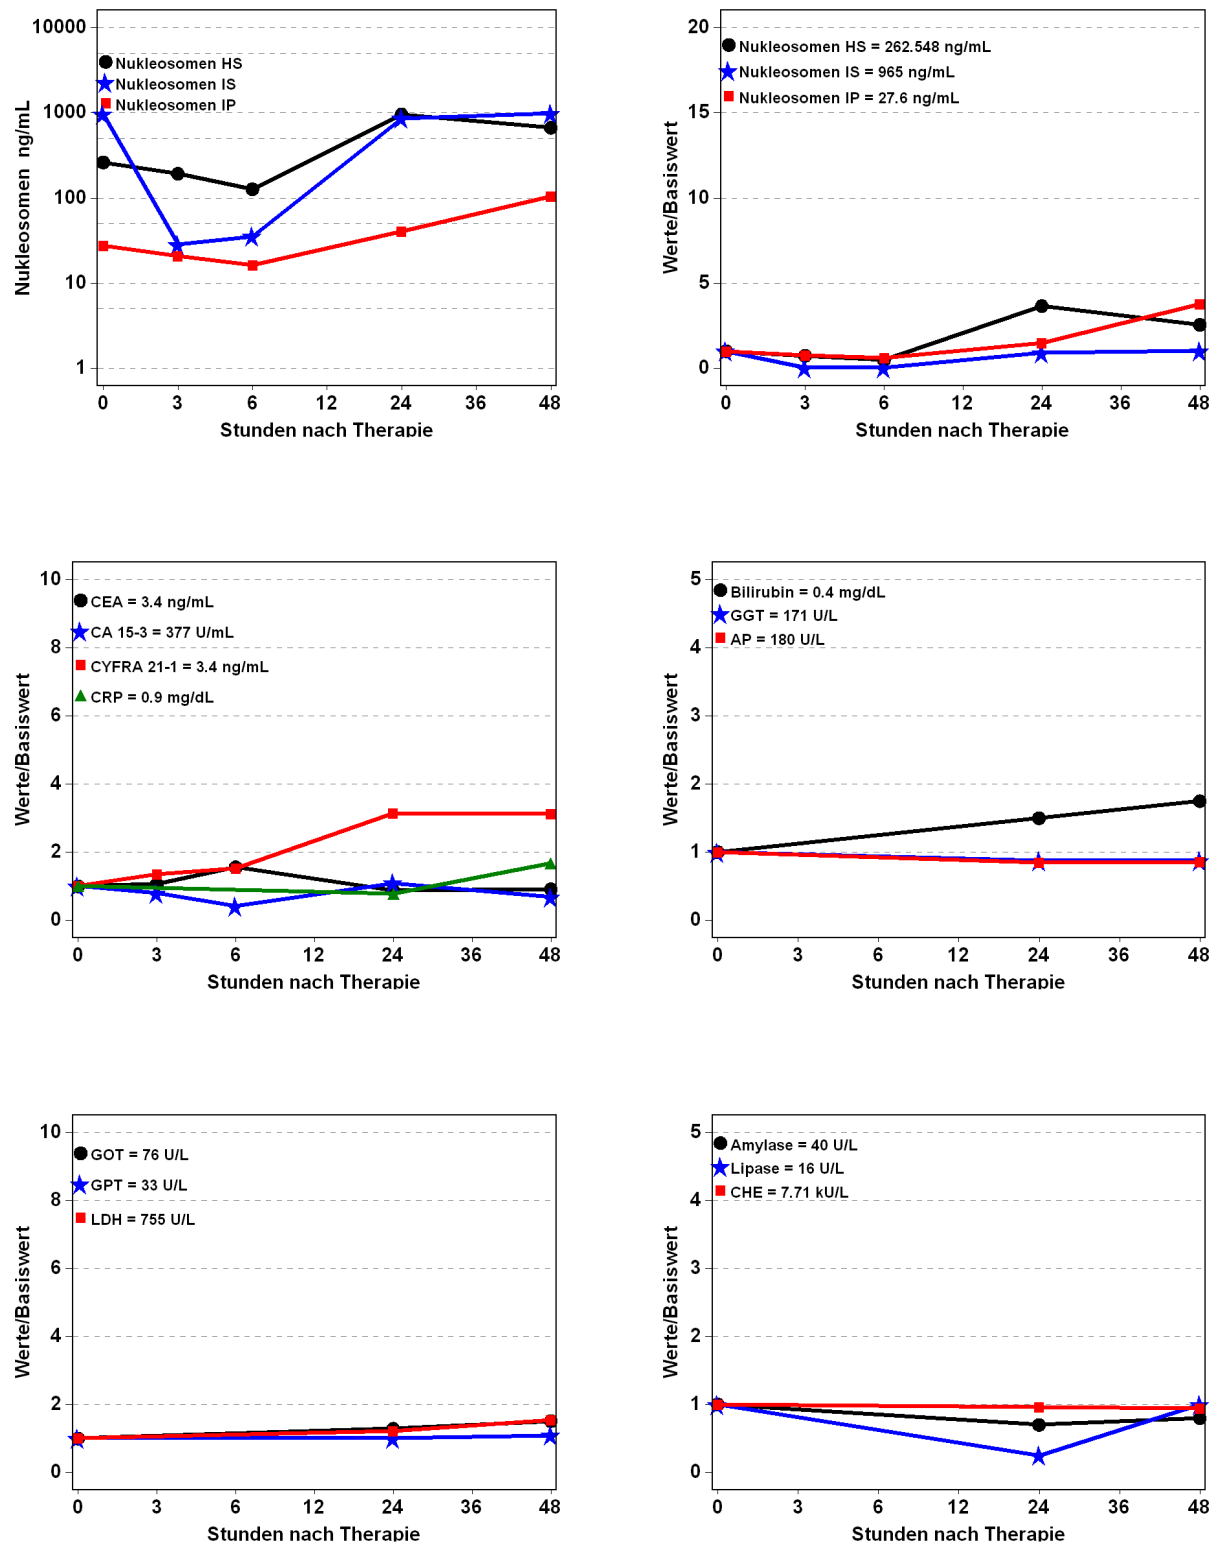 10000
1000
100
10
1
Nukleosomen ng/mL
Nukleosomen HS
Nukleosomen IS
Nukleosomen IP
0 3 6 12 24 36 48
Stunden nach Therapie
20
15
10
5
0
Werte/Basiswert
Nukleosomen HS = 262.548 ng/mL
Nukleosomen IS = 965 ng/mL
Nukleosomen IP = 27.6 ng/mL
0 3 6 12 24 36 48
Stunden nach Therapie
10
8
6
4
2
0
Werte/Basiswert
CEA = 3.4 ng/mL
CA 15-3 = 377 U/mL
CYFRA 21-1 = 3.4 ng/mL
CRP = 0.9 mg/dL
0 3 6 12 24 36 48
Stunden nach Therapie
5
4
3
2
1
0
Werte/Basiswert
Bilirubin = 0.4 mg/dL
GGT = 171 U/L
AP = 180 U/L
0 3 6 12 24 36 48
Stunden nach Therapie
10
8
6
4
2
0
Werte/Basiswert
GOT = 76 U/L
GPT = 33 U/L
LDH = 755 U/L
0 3 6 12 24 36 48
Stunden nach Therapie
5
4
3
2
1
0
Werte/Basiswert
Amylase = 40 U/L
Lipase = 16 U/L
CHE = 7.71 kU/L
0 3 6 12 24 36 48
Stunden nach Therapie